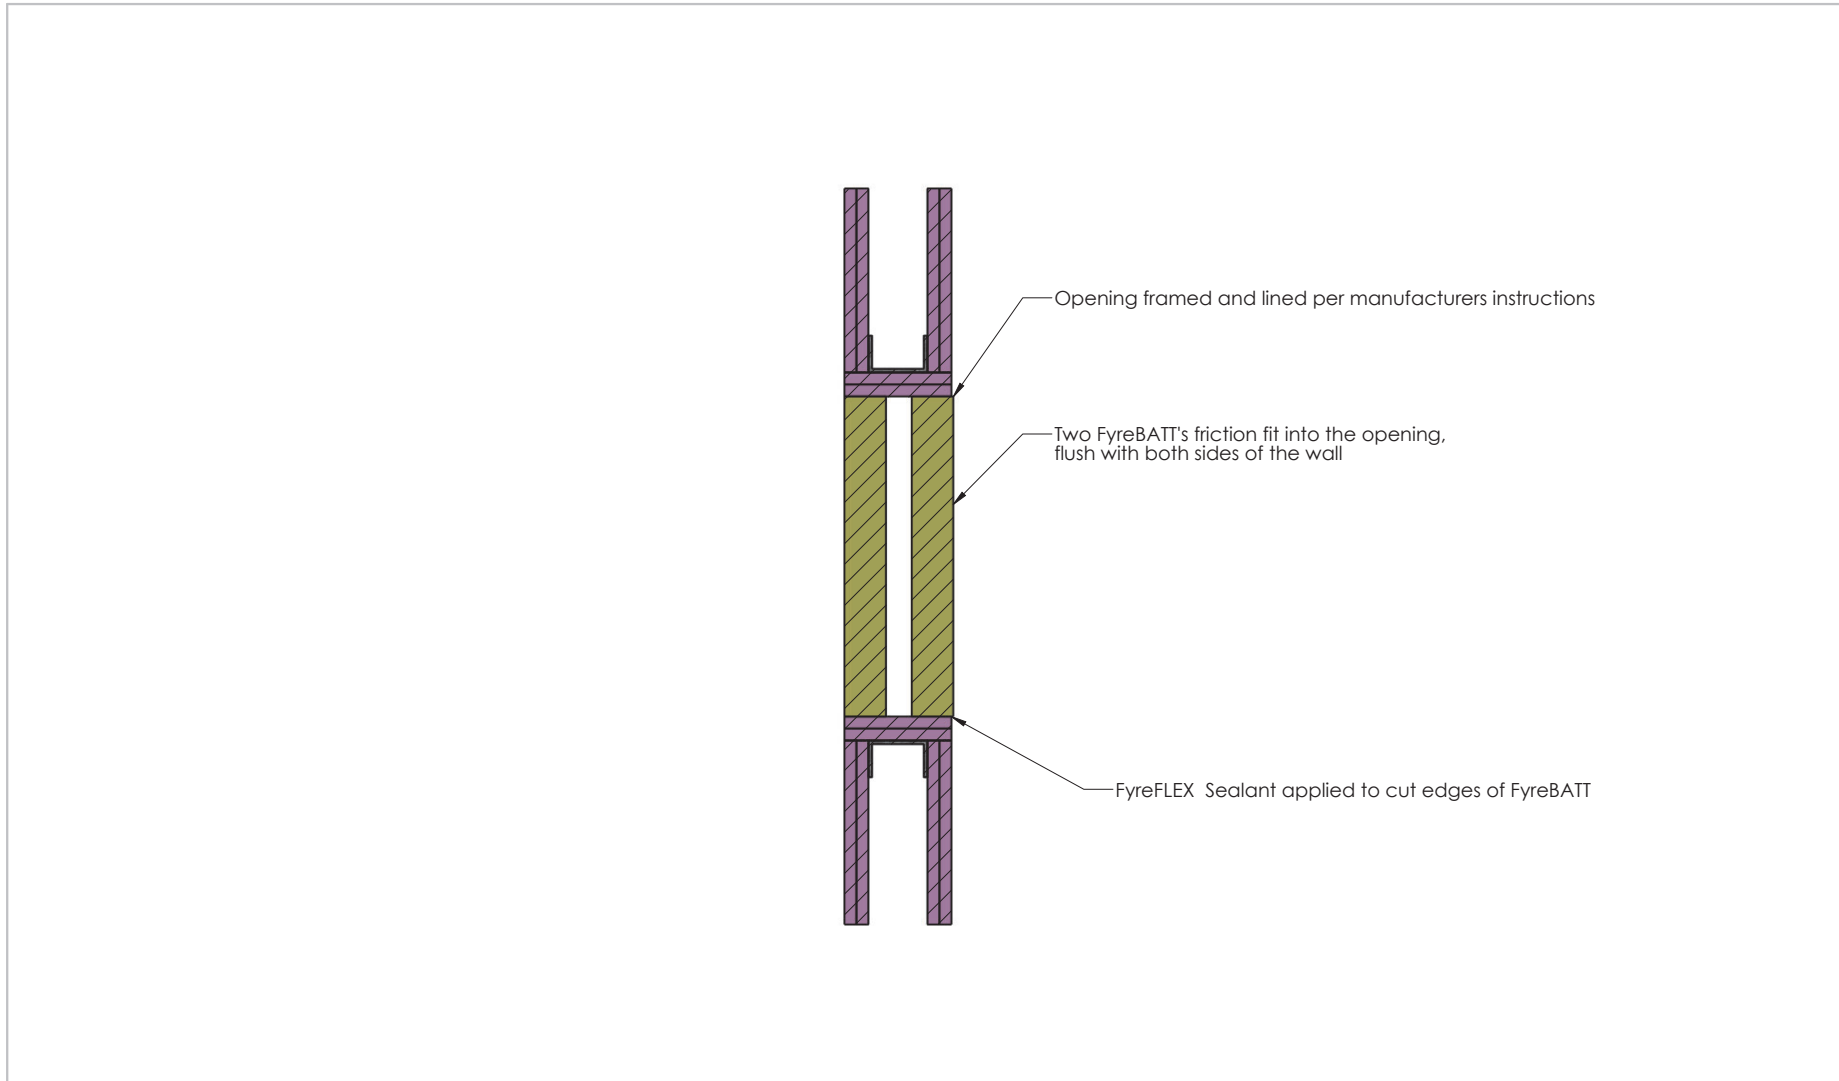 Opening framed and lined per manufacturers instructions
Two FyreBATT's friction fit into the opening,
flush with both sides of the wall
FyreFLEX  Sealant applied to cut edges of FyreBATT